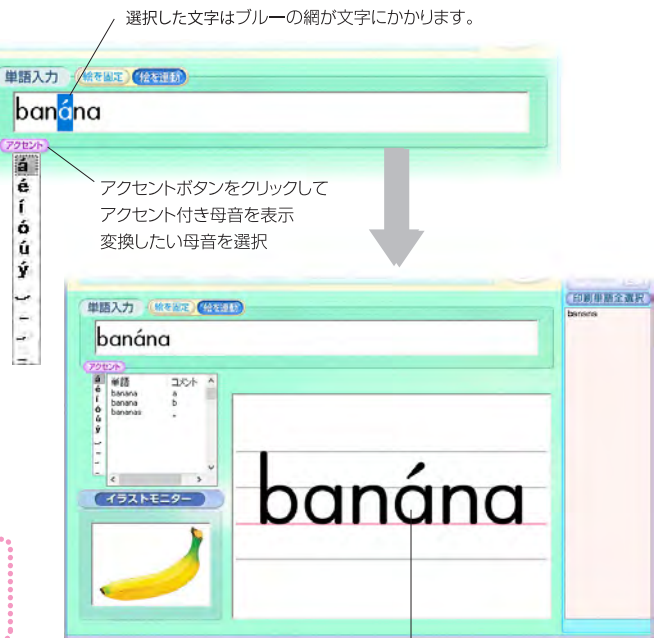 選択した文字はブルーの網が文字にかかります。
単語入力 絵を固定 絵を連動
banána
アクセント
á
é
í
ó
ú
ý
アクセントボタンをクリックして
アクセント付き母音を表示
変換したい母音を選択
単語入力 絵を固定 絵を連動
印刷単語全選択
banana
banána
アクセント
á
é
í
ó
ú
ý
単語 コメント
banana a
banana b
bananas _
イラストモニター
banána